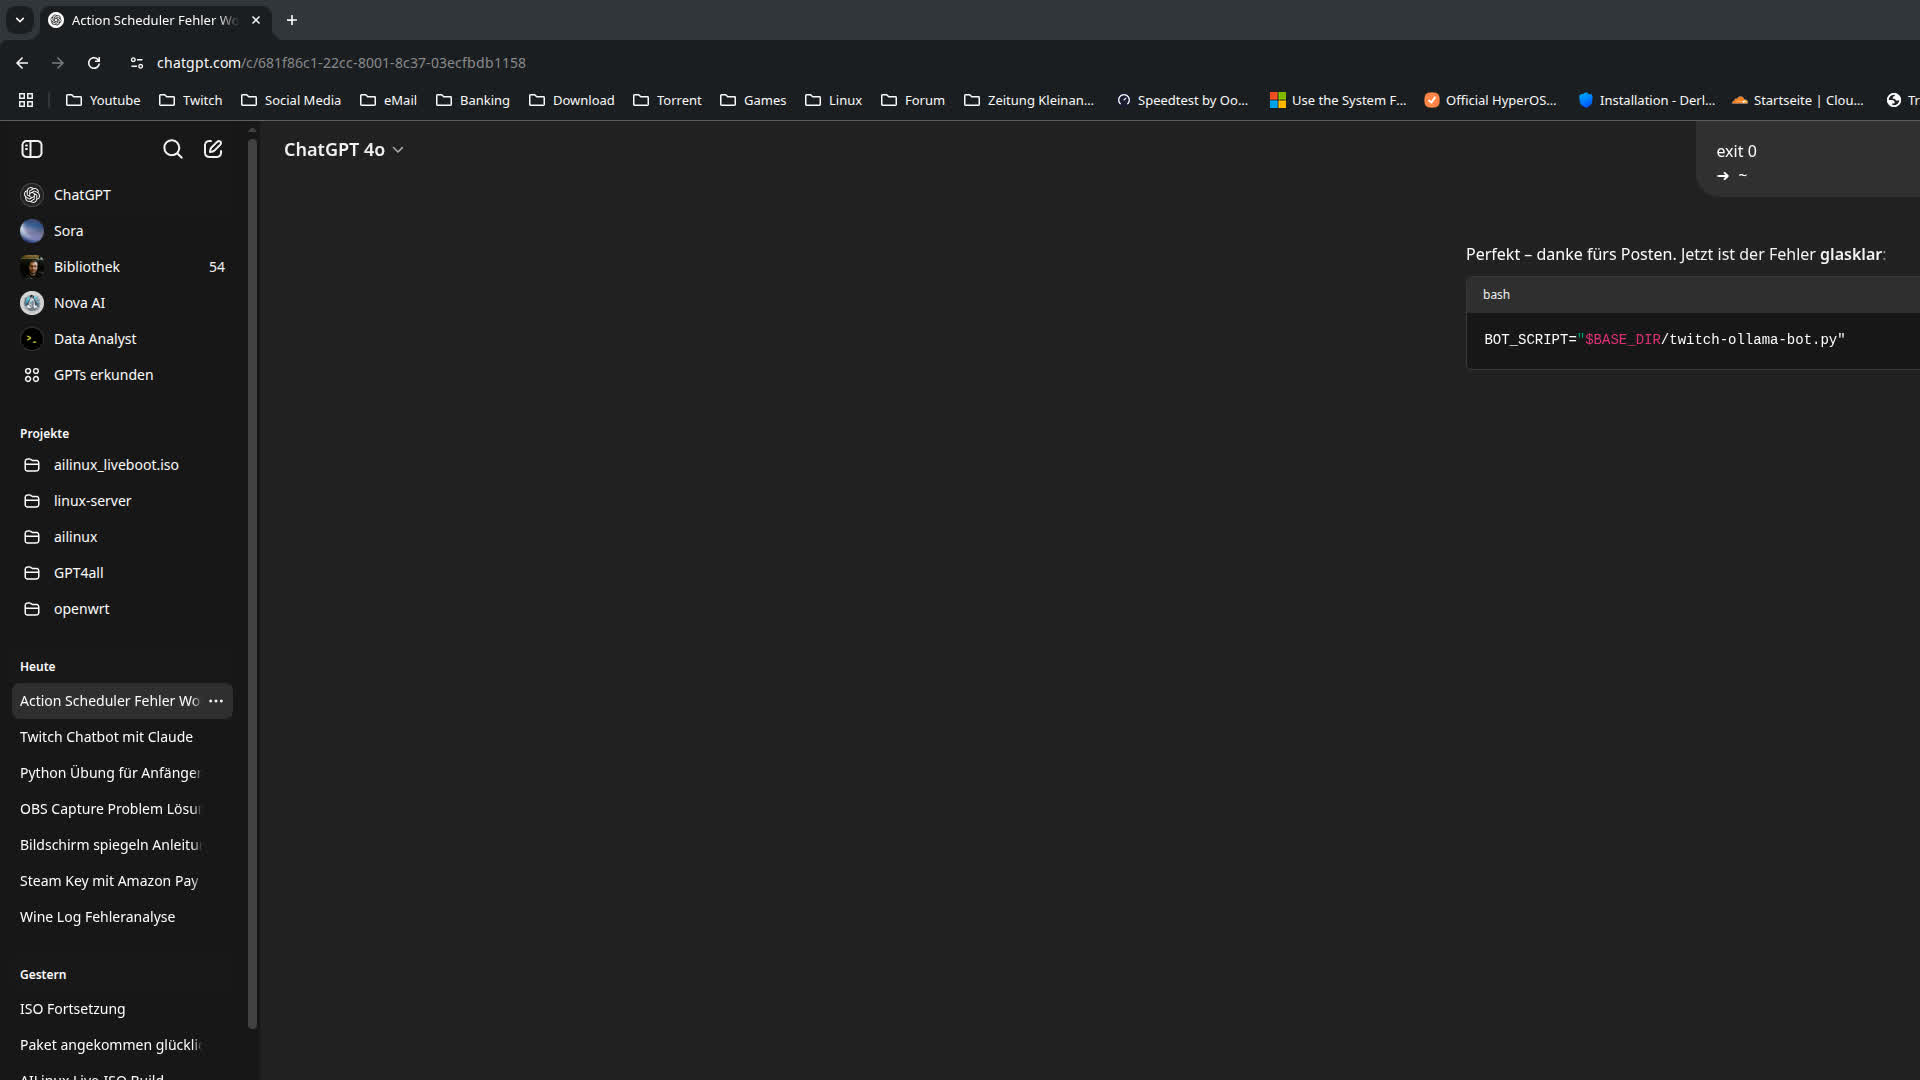 Action Scheduler Fehler Wo
chatgpt.com/c/681f86c1-22cc-8001-8c37-03ecfbdb1158
Youtube
Twitch
Social Media
eMail
Banking
Download
Torrent
Games
Linux
Forum
Zeitung Kleinan...
Speedtest by Oo...
Use the System F...
Official HyperOS...
Installation - Derl...
Startseite | Clou...
Tr
ChatGPT 4o
exit 0
➜ ~
ChatGPT
Sora
Bibliothek 54
Nova AI
Data Analyst
GPTs erkunden
Projekte
ailinux_liveboot.iso
linux-server
ailinux
GPT4all
openwrt
Heute
Action Scheduler Fehler Wo
Twitch Chatbot mit Claude
Python Übung für Anfänger
OBS Capture Problem Lösu
Bildschirm spiegeln Anleitu
Steam Key mit Amazon Pay
Wine Log Fehleranalyse
Gestern
ISO Fortsetzung
Paket angekommen glückli
AILinux Live ISO Build
Perfekt – danke fürs Posten. Jetzt ist der Fehler glasklar:
bash
BOT_SCRIPT="$BASE_DIR/twitch-ollama-bot.py"